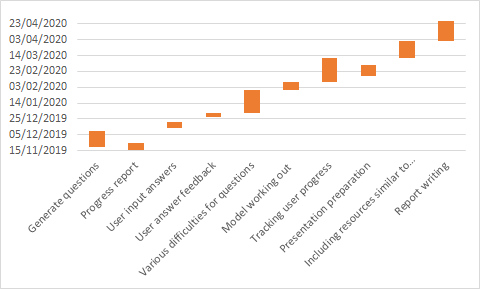 23/04/2020
03/04/2020
14/03/2020
23/02/2020
03/02/2020
14/01/2020
25/12/2019
05/12/2019
15/11/2019
Generate questions
Progress report
User input answers
User answer feedback
Various difficulties for questions
Model working out
Tracking user progress
Presentation preparation
Including resources similar to...
Report writing